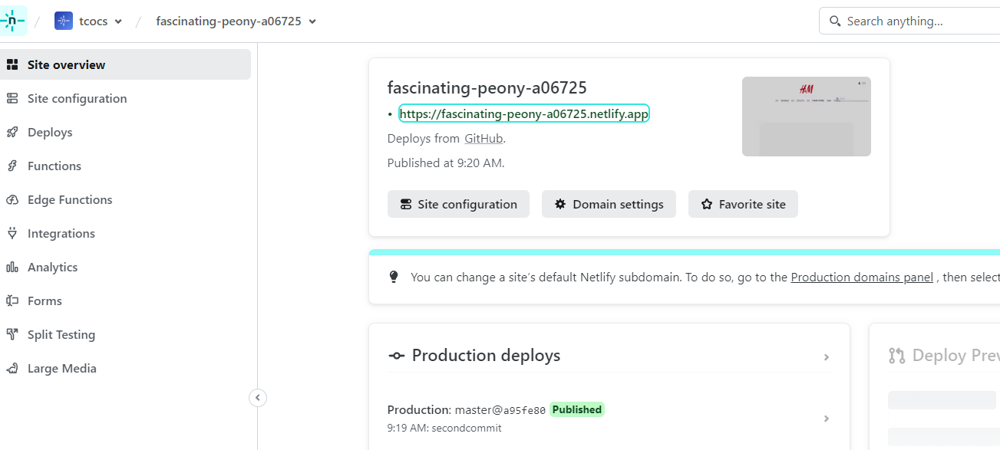 n
tcocs
fascinating-peony-a06725
Search anything...
Site overview
Site configuration
Deploys
Functions
Edge Functions
Integrations
Analytics
Forms
Split Testing
Large Media
fascinating-peony-a06725
• https://fascinating-peony-a06725.netlify.app
Deploys from GitHub.
Published at 9:20 AM.
H&M
Site configuration
Domain settings
Favorite site
You can change a site’s default Netlify subdomain. To do so, go to the Production domains panel , then select
Production deploys
Production: master@a95fe80 Published
9:19 AM: secondcommit
Deploy Prev